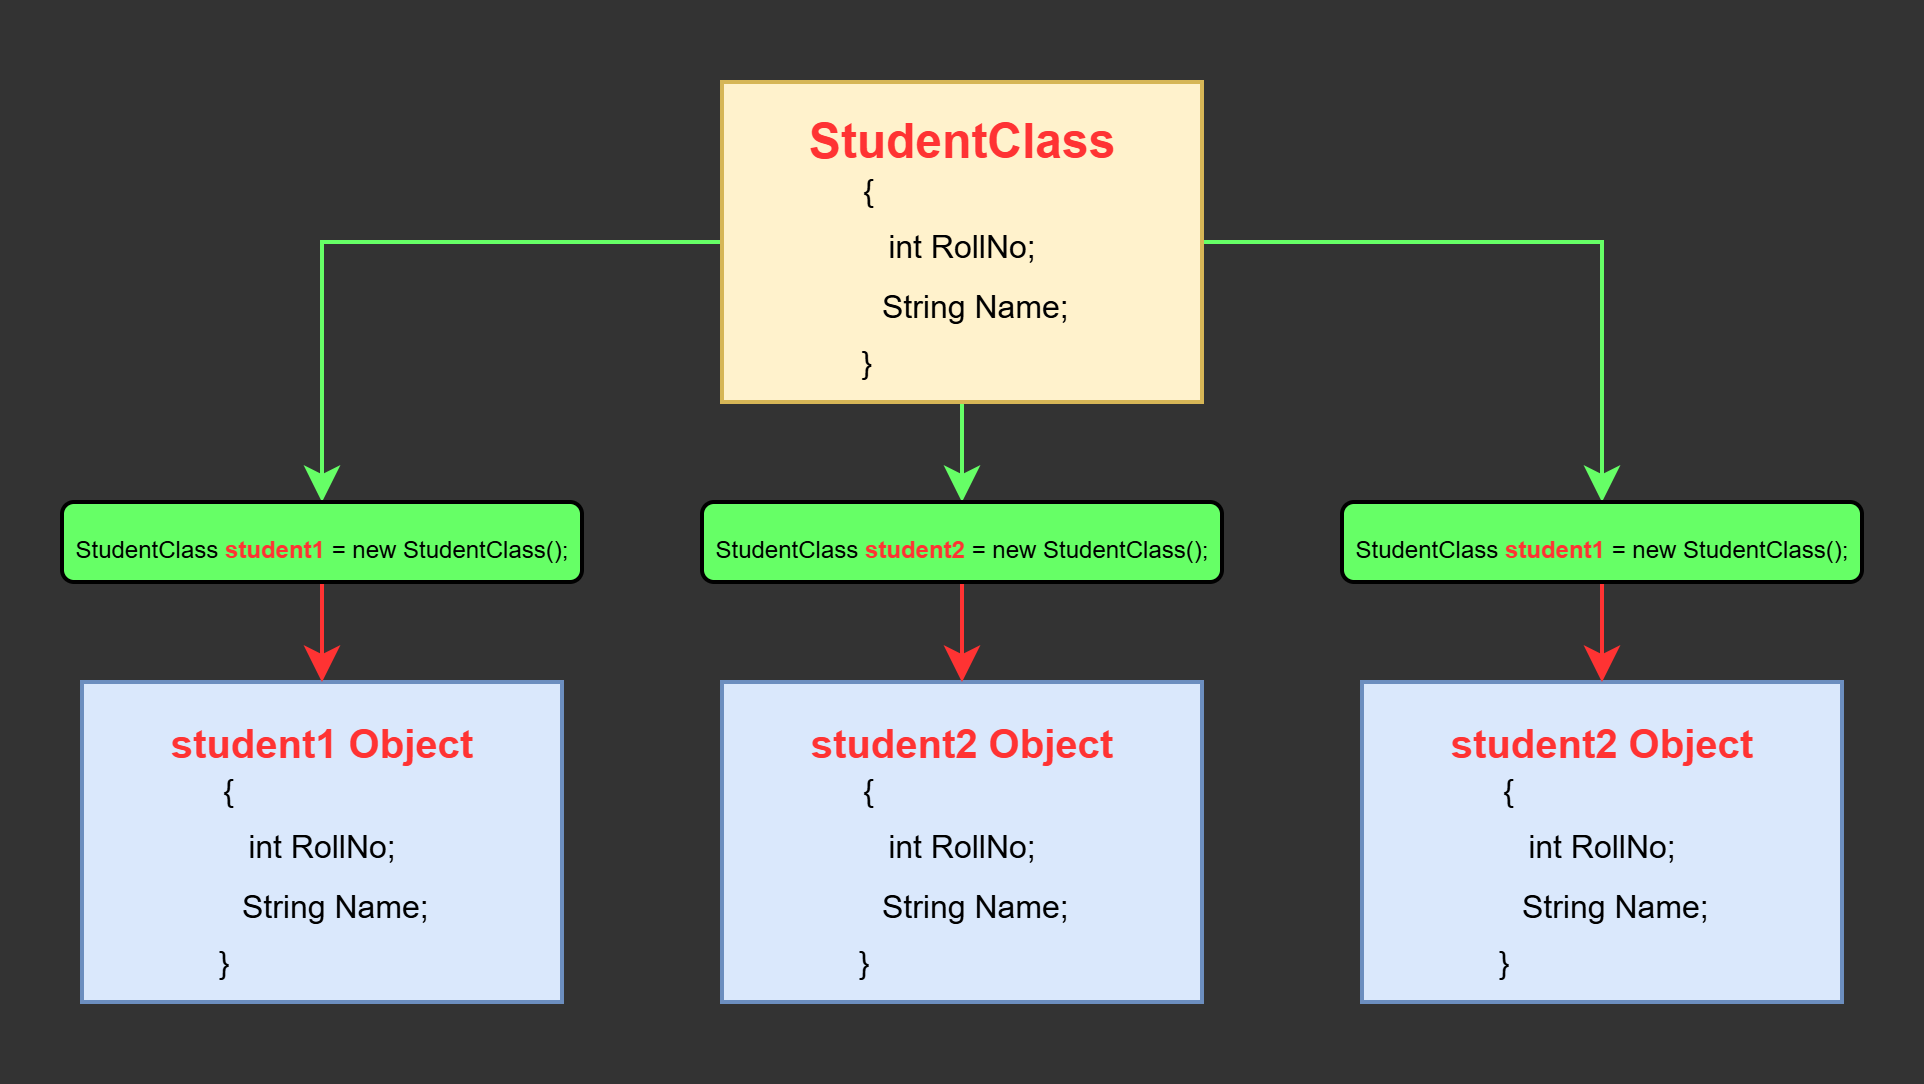 StudentClass
{
int RollNo;
String Name;
}
StudentClass student1 = new StudentClass();
StudentClass student2 = new StudentClass();
StudentClass student1 = new StudentClass();
student1 Object
{
int RollNo;
String Name;
}
student2 Object
{
int RollNo;
String Name;
}
student2 Object
{
int RollNo;
String Name;
}